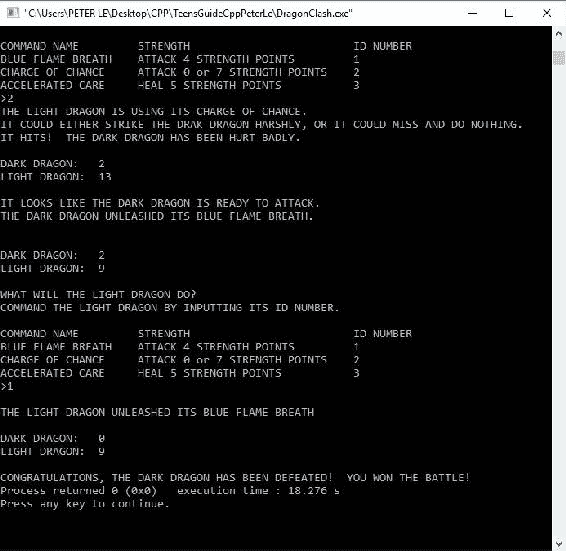 "C:\Users\PETER LE\Desktop\CPP\TeensGuideCppPeterLe\DragonClash.exe"
COMMAND NAME STRENGTH ID NUMBER
BLUE FLAME BREATH ATTACK 4 STRENGTH POINTS 1
CHARGE OF CHANCE ATTACK 0 or 7 STRENGTH POINTS 2
ACCELERATED CARE HEAL 5 STRENGTH POINTS 3
>2
THE LIGHT DRAGON IS USING ITS CHARGE OF CHANCE.
IT COULD EITHER STRIKE THE DRAK DRAGON HARSHLY, OR IT COULD MISS AND DO NOTHING.
IT HITS! THE DARK DRAGON HAS BEEN HURT BADLY.
DARK DRAGON: 2
LIGHT DRAGON: 13
IT LOOKS LIKE THE DARK DRAGON IS READY TO ATTACK.
THE DARK DRAGON UNLEASHED ITS BLUE FLAME BREATH.
DARK DRAGON: 2
LIGHT DRAGON: 9
WHAT WILL THE LIGHT DRAGON DO?
COMMAND THE LIGHT DRAGON BY INPUTTING ITS ID NUMBER.
COMMAND NAME STRENGTH ID NUMBER
BLUE FLAME BREATH ATTACK 4 STRENGTH POINTS 1
CHARGE OF CHANCE ATTACK 0 or 7 STRENGTH POINTS 2
ACCELERATED CARE HEAL 5 STRENGTH POINTS 3
>1
THE LIGHT DRAGON UNLEASHED ITS BLUE FLAME BREATH
DARK DRAGON: 0
LIGHT DRAGON: 9
CONGRATULATIONS, THE DARK DRAGON HAS BEEN DEFEATED! YOU WON THE BATTLE!
Process returned 0 (0x0) execution time : 18.276 s
Press any key to continue.